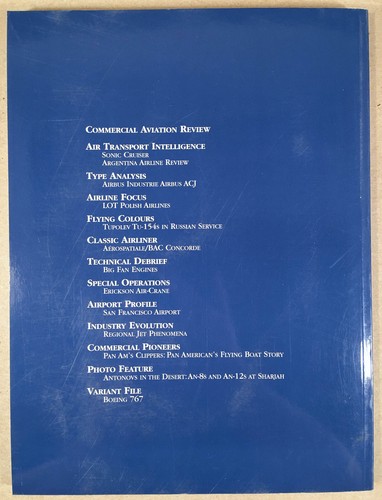 COMMERCIAL AVIATION REVIEW
AIR TRANSPORT INTELLIGENCE
SONIC CRUISER
ARGENTINA AIRLINE REVIEW
TYPE ANALYSIS
AIRBUS INDUSTRIE AIRBUS ACJ
AIRLINE FOCUS
LOT POLISH AIRLINES
FLYING COLOURS
TUPOLEV TU-154S IN RUSSIAN SERVICE
CLASSIC AIRLINER
AÉROSPATIALE/BAC CONCORDE
TECHNICAL DEBRIEF
BIG FAN ENGINES
SPECIAL OPERATIONS
ERICKSON AIR-CRANE
AIRPORT PROFILE
SAN FRANCISCO AIRPORT
INDUSTRY EVOLUTION
REGIONAL JET PHENOMENA
COMMERCIAL PIONEERS
PAN AM'S CLIPPERS: PAN AMERICAN'S FLYING BOAT STORY
PHOTO FEATURE
ANTONOVS IN THE DESERT: AN-8S AND AN-12S AT SHARJAH
VARIANT FILE
BOEING 767